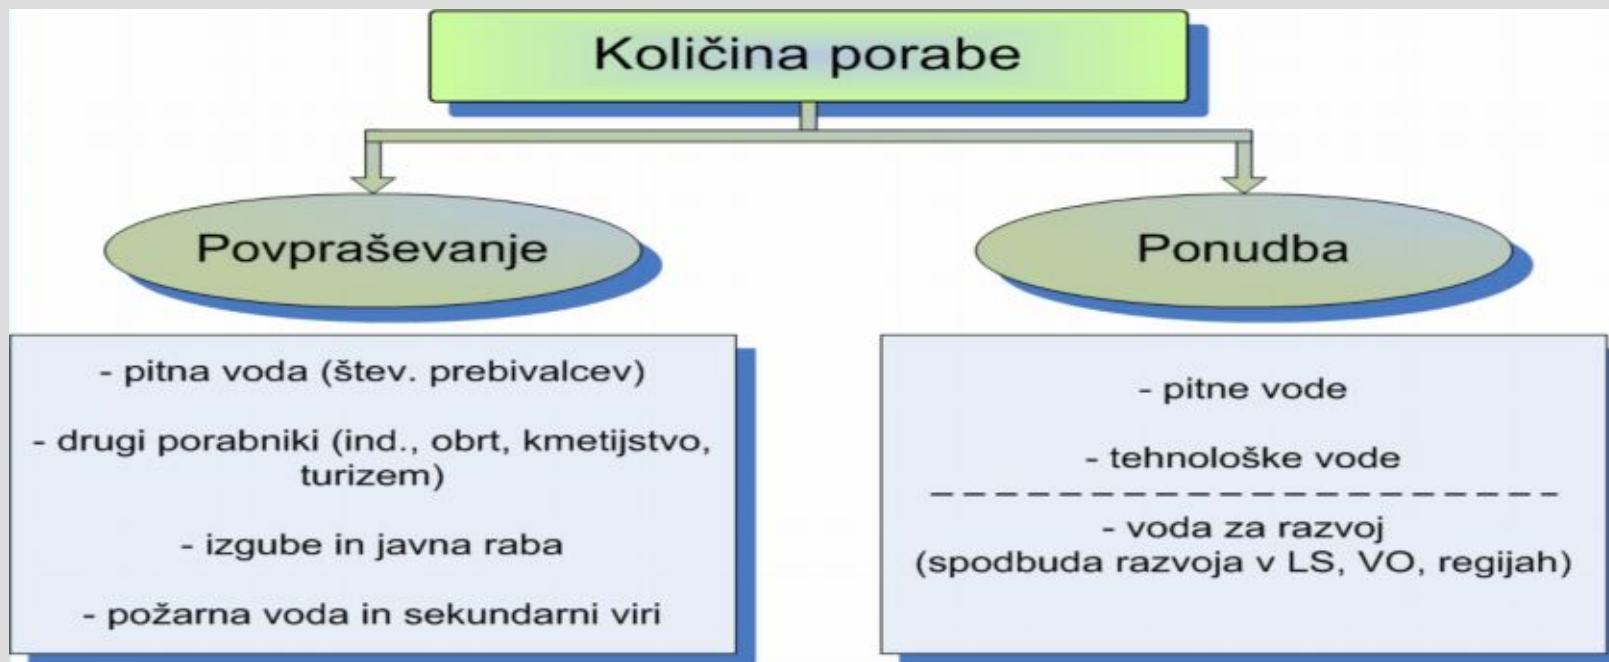 Količina porabe
Povpraševanje
- pitna voda (štev. prebivalcev)
- drugi porabniki (ind., obrt, kmetijstvo,
turizem)
- izgube in javna raba
- požarna voda in sekundarni viri
Ponudba
- pitne vode
- tehnološke vode
- voda za razvoj
(spodbuda razvoja v LS, VO, regijah)